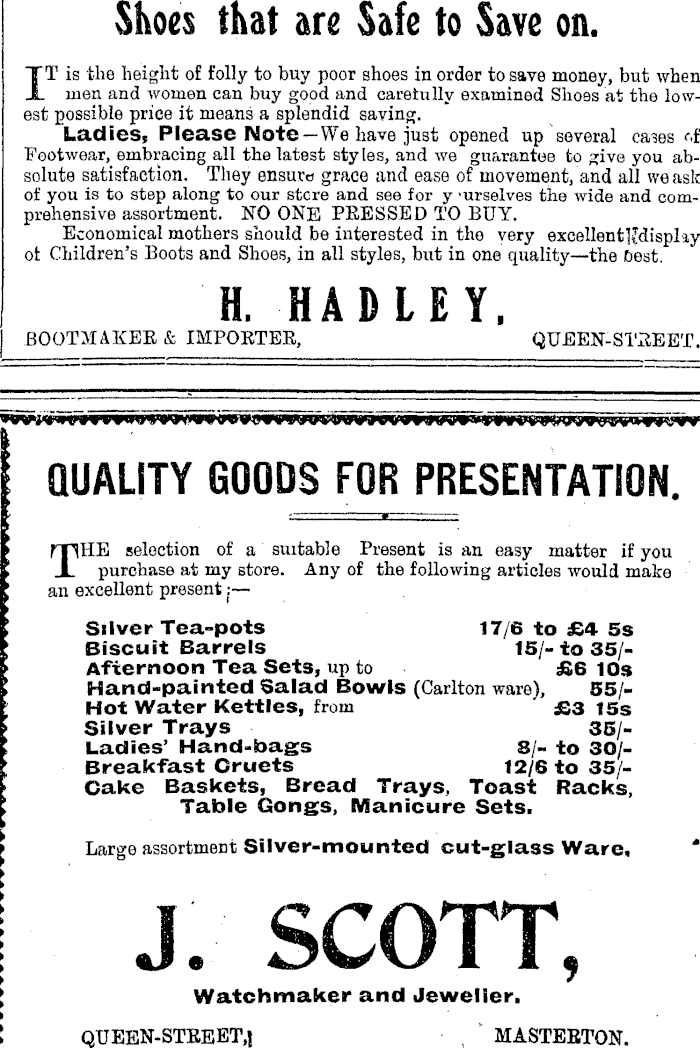 Shoes that are Safe to Save on.
IT is the height of folly to buy poor shoes in order to save money, but when
men and women can buy good and carefully examined Shoes at the low-
est possible price it means a splendid saving.
Ladies, Please Note—We have just opened up several cases of
Footwear, embracing all the latest styles, and we guarantee to give you ab-
solute satisfaction. They ensure grace and ease of movement, and all we ask
of you is to step along to our store and see for yourselves the wide and com-
prehensive assortment. NO ONE PRESSED TO BUY.
Economical mothers should be interested in the very excellent display
of Children's Boots and Shoes, in all styles, but in one quality—the best.
H. HADLEY,
BOOTMAKER & IMPORTER, QUEEN-STREET.
QUALITY GOODS FOR PRESENTATION.
THE selection of a suitable Present is an easy matter if you
purchase at my store. Any of the following articles would make
an excellent present;—
Silver Tea-pots 17/6 to £4 5s
Biscuit Barrels 15/- to 35/-
Afternoon Tea Sets, up to £6 10s
Hand-painted Salad Bowls (Carlton ware), 55/-
Hot Water Kettles, from £3 15s
Silver Trays 35/-
Ladies' Hand-bags 8/- to 30/-
Breakfast Cruets 12/6 to 35/-
Cake Baskets, Bread Trays, Toast Racks,
Table Gongs, Manicure Sets.
Large assortment Silver-mounted cut-glass Ware,
J. SCOTT,
Watchmaker and Jeweller.
QUEEN-STREET, MASTERTON.